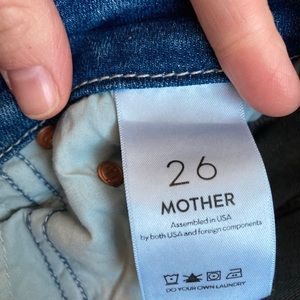 26
MOTHER
Assembled in USA
by both USA and foreign components
DO YOUR OWN LAUNDRY